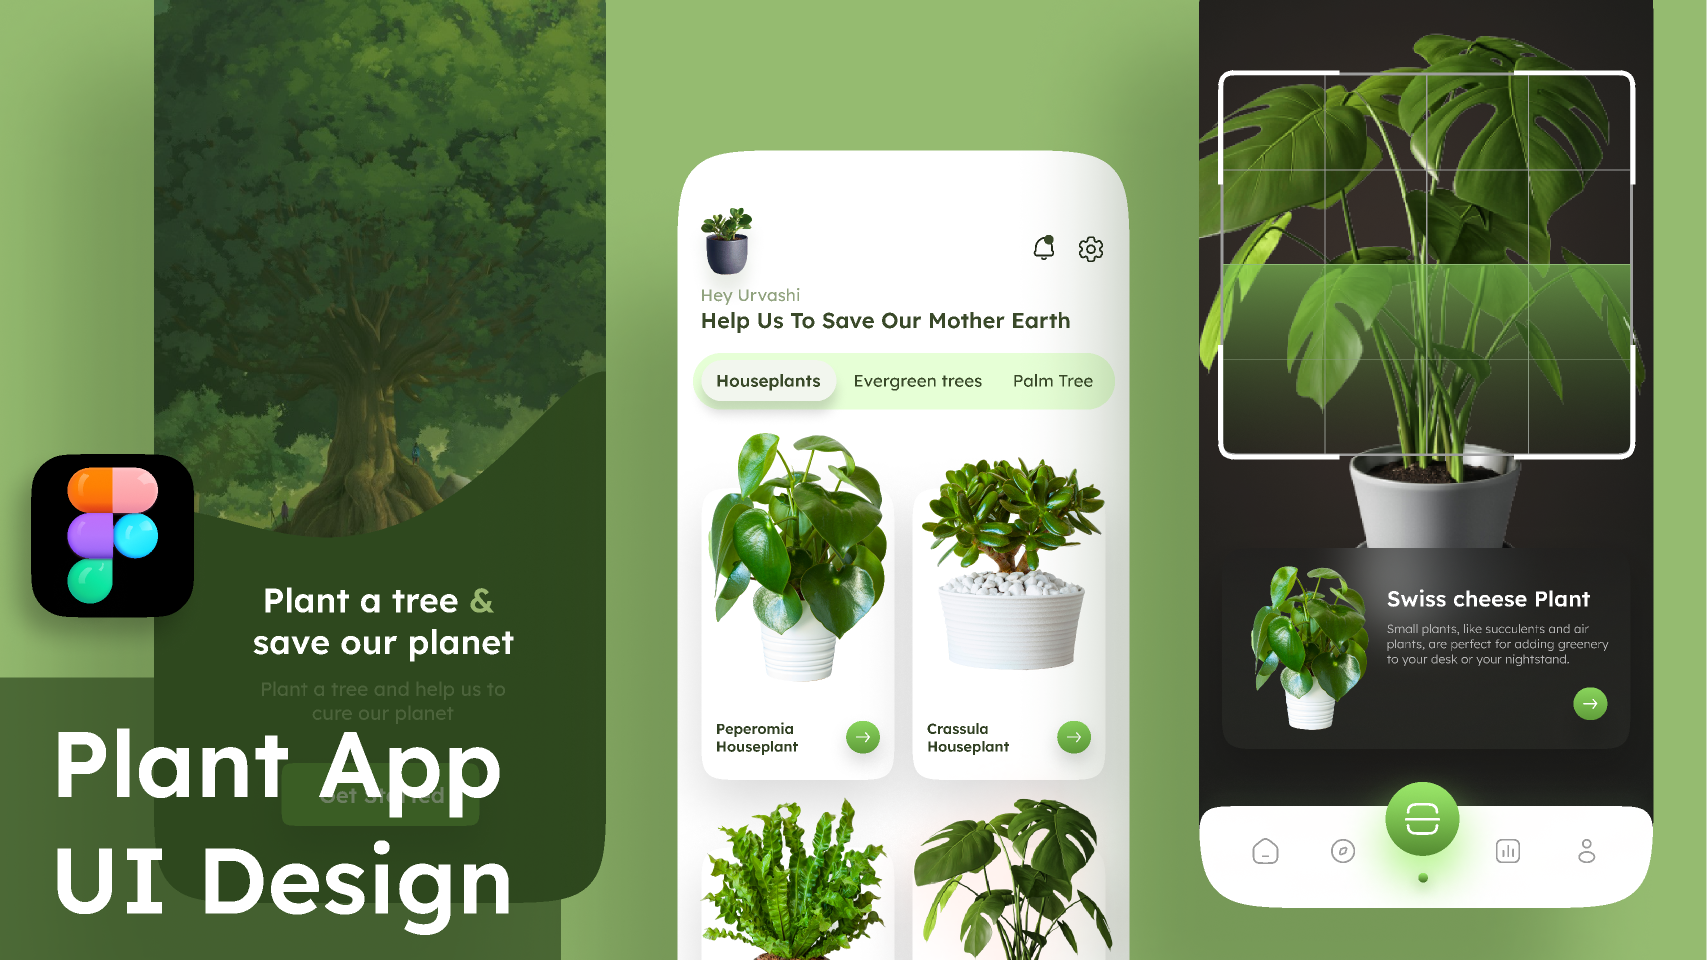 Plant a tree &
save our planet
Plant a tree and help us to
cure our planet
Get Started
Plant App
UI Design
Hey Urvashi
Help Us To Save Our Mother Earth
Houseplants
Evergreen trees
Palm Tree
Peperomia
Houseplant
Crassula
Houseplant
Swiss cheese Plant
Small plants, like succulents and air
plants, are perfect for adding greenery
to your desk or your nightstand.